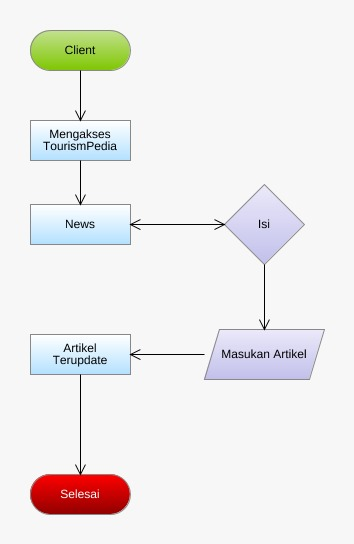 Client
Mengakses
TourismPedia
News
Isi
Masukan Artikel
Artikel
Terupdate
Selesai